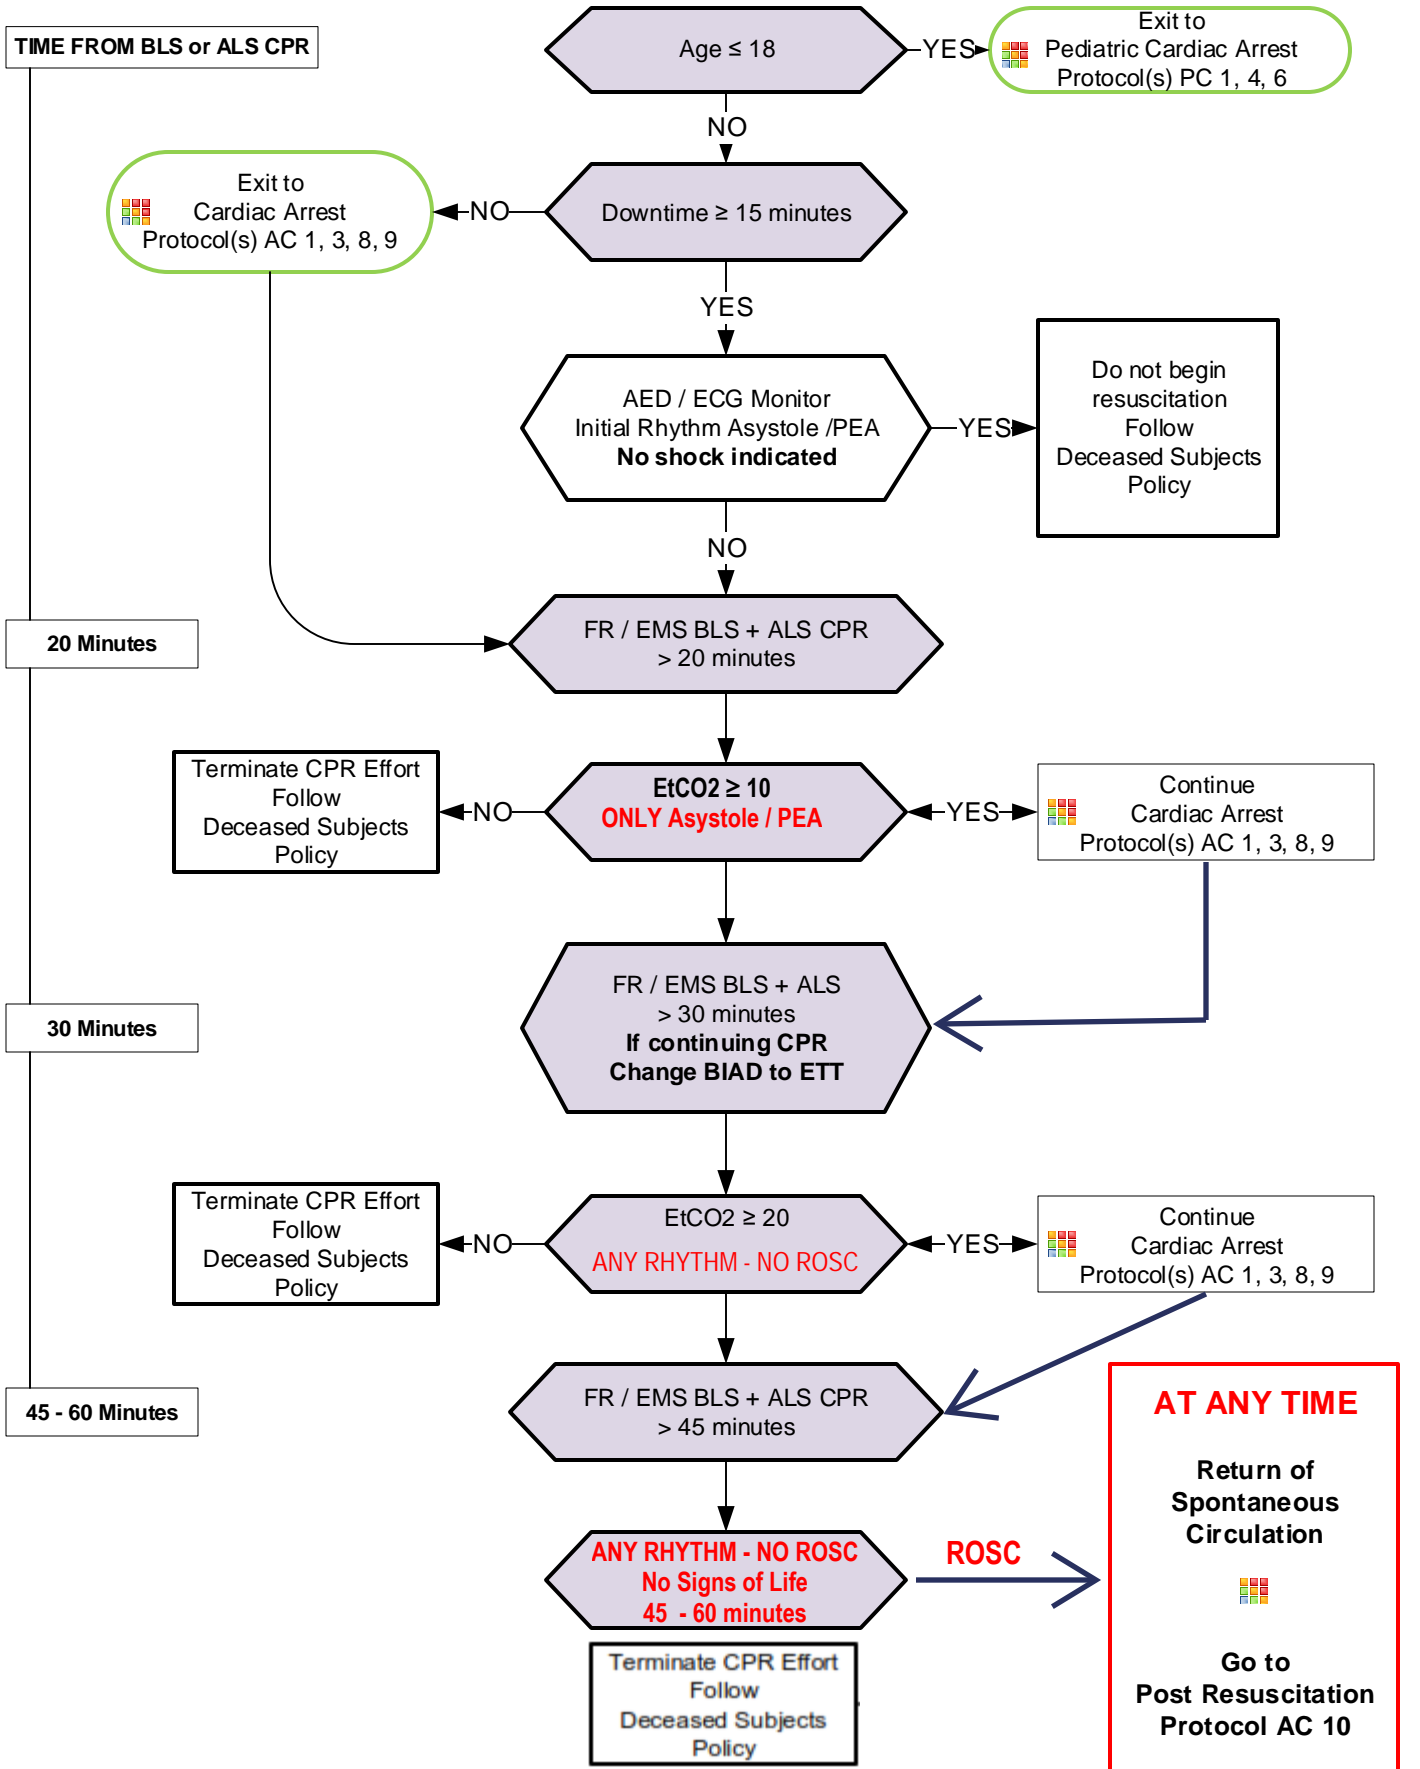 TIME FROM BLS or ALS CPR
Age ≤ 18
YES
Exit to
Pediatric Cardiac Arrest
Protocol(s) PC 1, 4, 6
NO
Exit to
Cardiac Arrest
Protocol(s) AC 1, 3, 8, 9
NO
Downtime ≥ 15 minutes
YES
AED / ECG Monitor
Initial Rhythm Asystole /PEA
No shock indicated
YES
Do not begin
resuscitation
Follow
Deceased Subjects
Policy
NO
20 Minutes
FR / EMS BLS + ALS CPR
> 20 minutes
Terminate CPR Effort
Follow
Deceased Subjects
Policy
NO
EtCO2 ≥ 10
ONLY Asystole / PEA
YES
Continue
Cardiac Arrest
Protocol(s) AC 1, 3, 8, 9
30 Minutes
FR / EMS BLS + ALS
> 30 minutes
If continuing CPR
Change BIAD to ETT
Terminate CPR Effort
Follow
Deceased Subjects
Policy
NO
EtCO2 ≥ 20
ANY RHYTHM - NO ROSC
YES
Continue
Cardiac Arrest
Protocol(s) AC 1, 3, 8, 9
45 - 60 Minutes
FR / EMS BLS + ALS CPR
> 45 minutes
ANY RHYTHM - NO ROSC
No Signs of Life
45 - 60 minutes
ROSC
Terminate CPR Effort
Follow
Deceased Subjects
Policy
AT ANY TIME
Return of
Spontaneous
Circulation
Go to
Post Resuscitation
Protocol AC 10